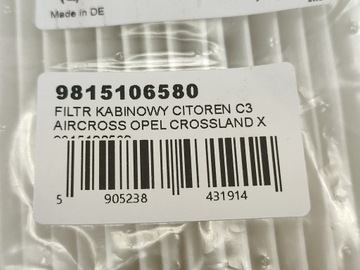 Made in DE
9815106580
FILTR KABINOWY CITOREN C3
AIRCROSS OPEL CROSSLAND X
5 905238 431914